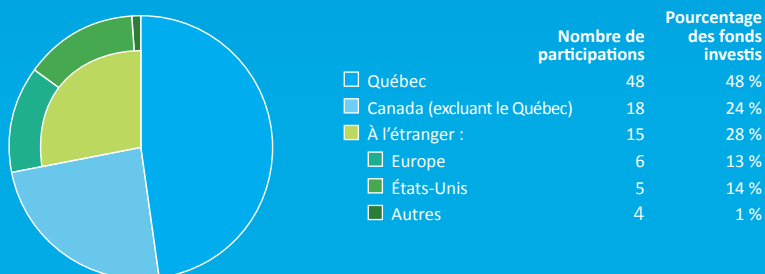 Nombre de participations
Pourcentage des fonds investis
Québec 48 48 %
Canada (excluant le Québec) 18 24 %
À l’étranger : 15 28 %
Europe 6 13 %
États-Unis 5 14 %
Autres 4 1 %